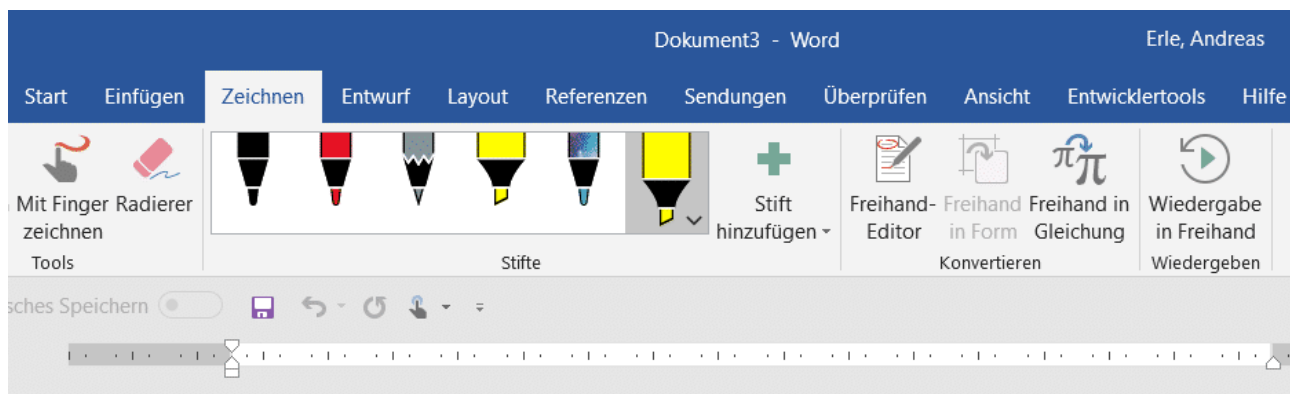 Dokument3 - Word
Erle, Andreas
Start Einfügen Zeichnen Entwurf Layout Referenzen Sendungen Überprüfen Ansicht Entwicklertools Hilfe
Mit Finger zeichnen
Radierer
Stift hinzufügen
Freihand-Editor
Freihand in Form
Freihand in Gleichung
Wiedergabe in Freihand
Tools
Stifte
Konvertieren
Wiedergeben
sches Speichern